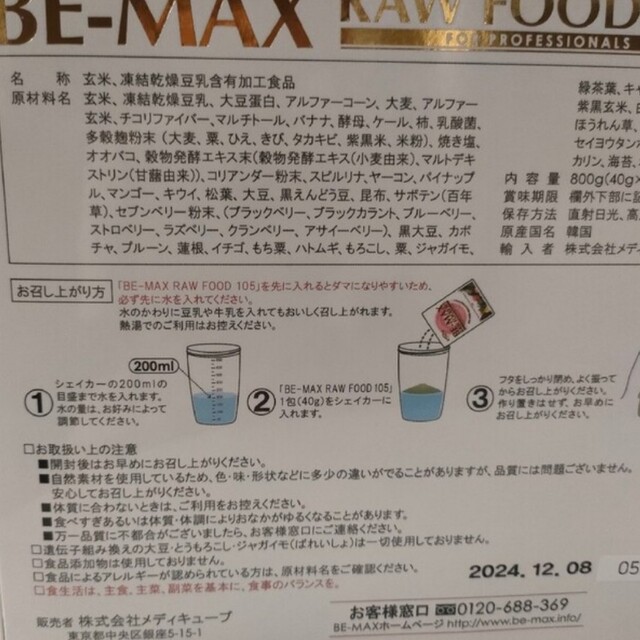 BE-MAX RAW FOOD
FOR PROFESSIONALS
名 称 玄米、凍結乾燥豆乳含有加工食品
原材料名 玄米、凍結乾燥豆乳、大豆蛋白、アルファーコーン、大麦、アルファー
玄米、チコリファイバー、マルチトール、バナナ、酵母、ケール、柿、乳酸菌、
多穀麹粉末（大麦、粟、ひえ、きび、タカキビ、紫黒米、米粉）、焼き塩、
オオバコ、穀物発酵エキス末（穀物発酵エキス（小麦由来）、マルトデキ
ストリン（甘藷由来））、コリアンダー粉末、スピルリナ、ヤーコン、パイナップ
ル、マンゴー、キウイ、松葉、大豆、黒えんどう豆、昆布、サボテン（百年
草）、セブンベリー粉末、（ブラックベリー、ブラックカラント、ブルーベリー、
ストロベリー、ラズベリー、クランベリー、アサイーベリー）、黒大豆、カボ
チャ、プルーン、蓮根、イチゴ、もち粟、ハトムギ、もろこし、粟、ジャガイモ、
緑茶葉、キャ
紫黒玄米、
ほうれん草、
セイヨウタンポ
カリン、海苔、
内 容 量 800g（40g×
賞味期限 欄外下部に記
保存方法 直射日光、高
原産国名 韓国
輸 入 者 株式会社メディ
お召し上がり方
「BE-MAX RAW FOOD 105」を先に入れるとダマになりやすいため、
必ず先に水を入れてください。
水のかわりに豆乳や牛乳を入れてもおいしく召し上がれます。
熱湯でのご利用はお控えください。
200ml
BE-MAX
① シェイカーの200mlの
目盛まで水を入れます。
水の量は、お好みによって
調節してください。
② 「BE-MAX RAW FOOD 105」
1包（40g）をシェイカーに
入れます。
③ フタをしっかり閉め、よく振って
からお召し上がりください。
作り置きはせず、お早めに
お召し上がりください。
□お取扱い上の注意
■開封後はお早めにお召し上がりください。
■自然素材を使用しているため、色・味・形状などに多少の違いがでることがありますが、品質には問題ございません。
安心してお召し上がりください。
■体質に合わないときは、ご利用をお控えください。
■食べすぎあるいは体質・体調によりおなかがゆるくなることがあります。
■万一品質に不都合がございましたら、お客様窓口にご連絡ください。
□遺伝子組み換えの大豆・とうもろこし・ジャガイモ（ばれいしょ）は一切使用しておりません。
□食品添加物は使用しておりません。
□食品によるアレルギーが認められている方は、原材料名をご確認ください。
□食生活は、主食、主菜、副菜を基本に、食事のバランスを。
2024. 12. 08
05
販売者 株式会社メディキューブ
東京都中央区銀座5-15-1
お客様窓口 0120-688-369
BE-MAXホームページ http://www.be-max.info/